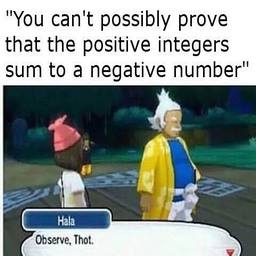 "You can't possibly prove
that the positive integers
sum to a negative number"
Hala
Observe, Thot.